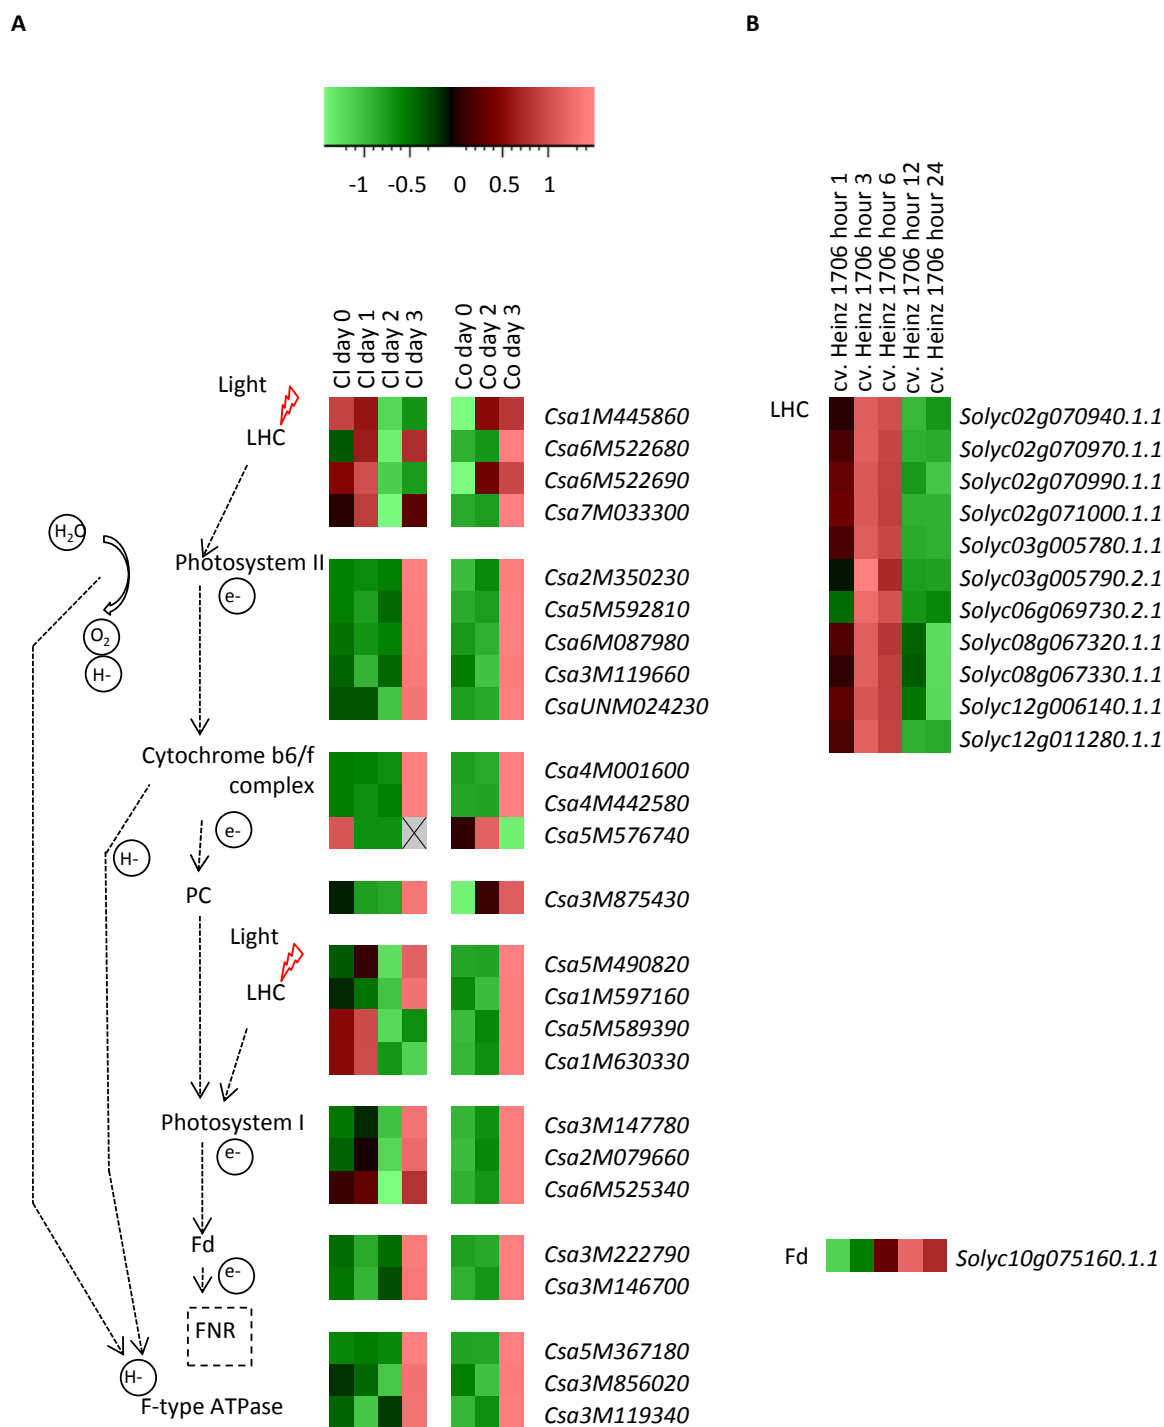 A
B
-1 -0.5 0 0.5 1
Cl day 0
Cl day 1
Cl day 2
Cl day 3
Co day 0
Co day 2
Co day 3
cv. Heinz 1706 hour 1
cv. Heinz 1706 hour 3
cv. Heinz 1706 hour 6
cv. Heinz 1706 hour 12
cv. Heinz 1706 hour 24
Light
LHC
Csa1M445860
Csa6M522680
Csa6M522690
Csa7M033300
H2O
O2
H-
Photosystem II
e-
Csa2M350230
Csa5M592810
Csa6M087980
Csa3M119660
CsaUNM024230
Cytochrome b6/f
complex
e-
H-
Csa4M001600
Csa4M442580
Csa5M576740
PC
Csa3M875430
Light
LHC
Csa5M490820
Csa1M597160
Csa5M589390
Csa1M630330
Photosystem I
e-
Csa3M147780
Csa2M079660
Csa6M525340
Fd
e-
Csa3M222790
Csa3M146700
FNR
H-
F-type ATPase
Csa5M367180
Csa3M856020
Csa3M119340
LHC
Solyc02g070940.1.1
Solyc02g070970.1.1
Solyc02g070990.1.1
Solyc02g071000.1.1
Solyc03g005780.1.1
Solyc03g005790.2.1
Solyc06g069730.2.1
Solyc08g067320.1.1
Solyc08g067330.1.1
Solyc12g006140.1.1
Solyc12g011280.1.1
Fd
Solyc10g075160.1.1